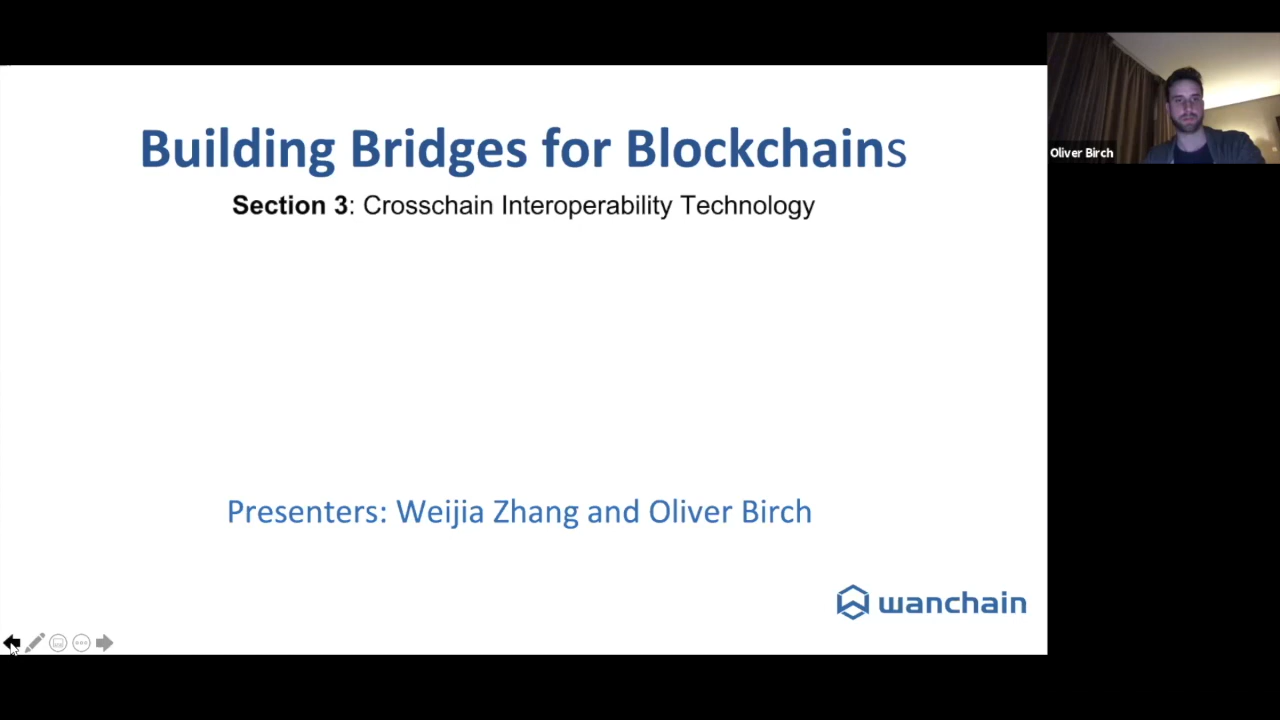 Building Bridges for Blockchains
Section 3: Crosschain Interoperability Technology
Presenters: Weijia Zhang and Oliver Birch
wanchain
Oliver Birch